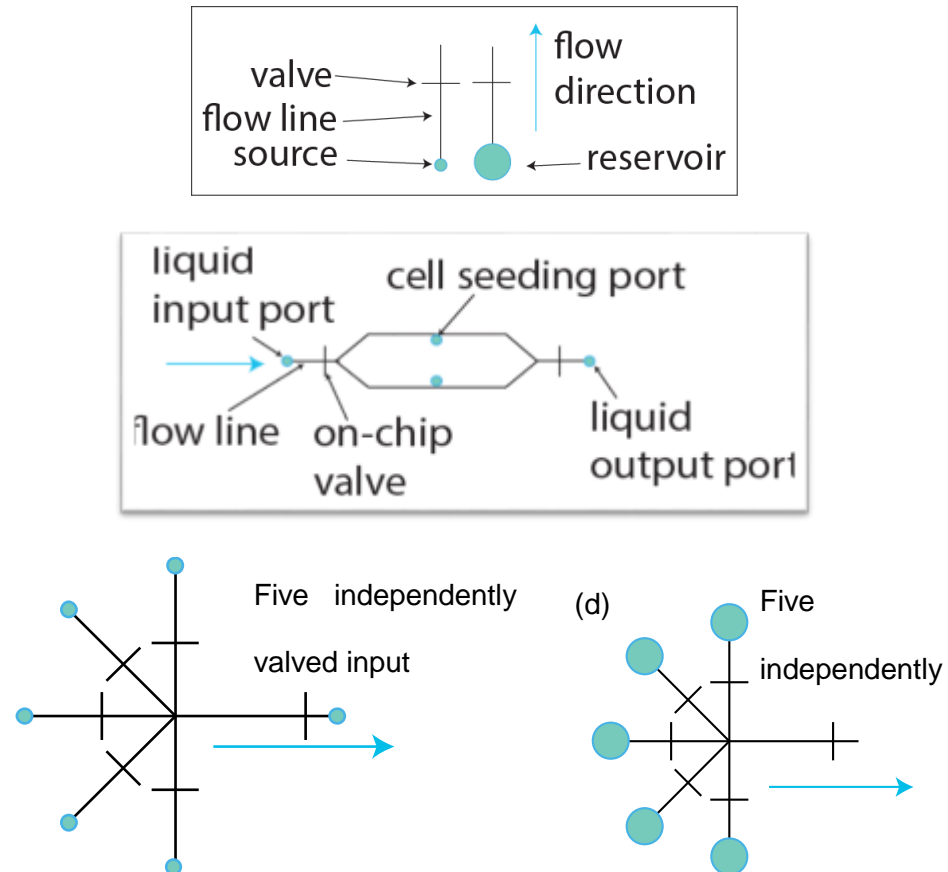 valve
flow line
source
flow
direction
reservoir
liquid
input port
cell seeding port
flow line
on-chip
valve
liquid
output port
Five independently
valved input
(d)
Five
independently